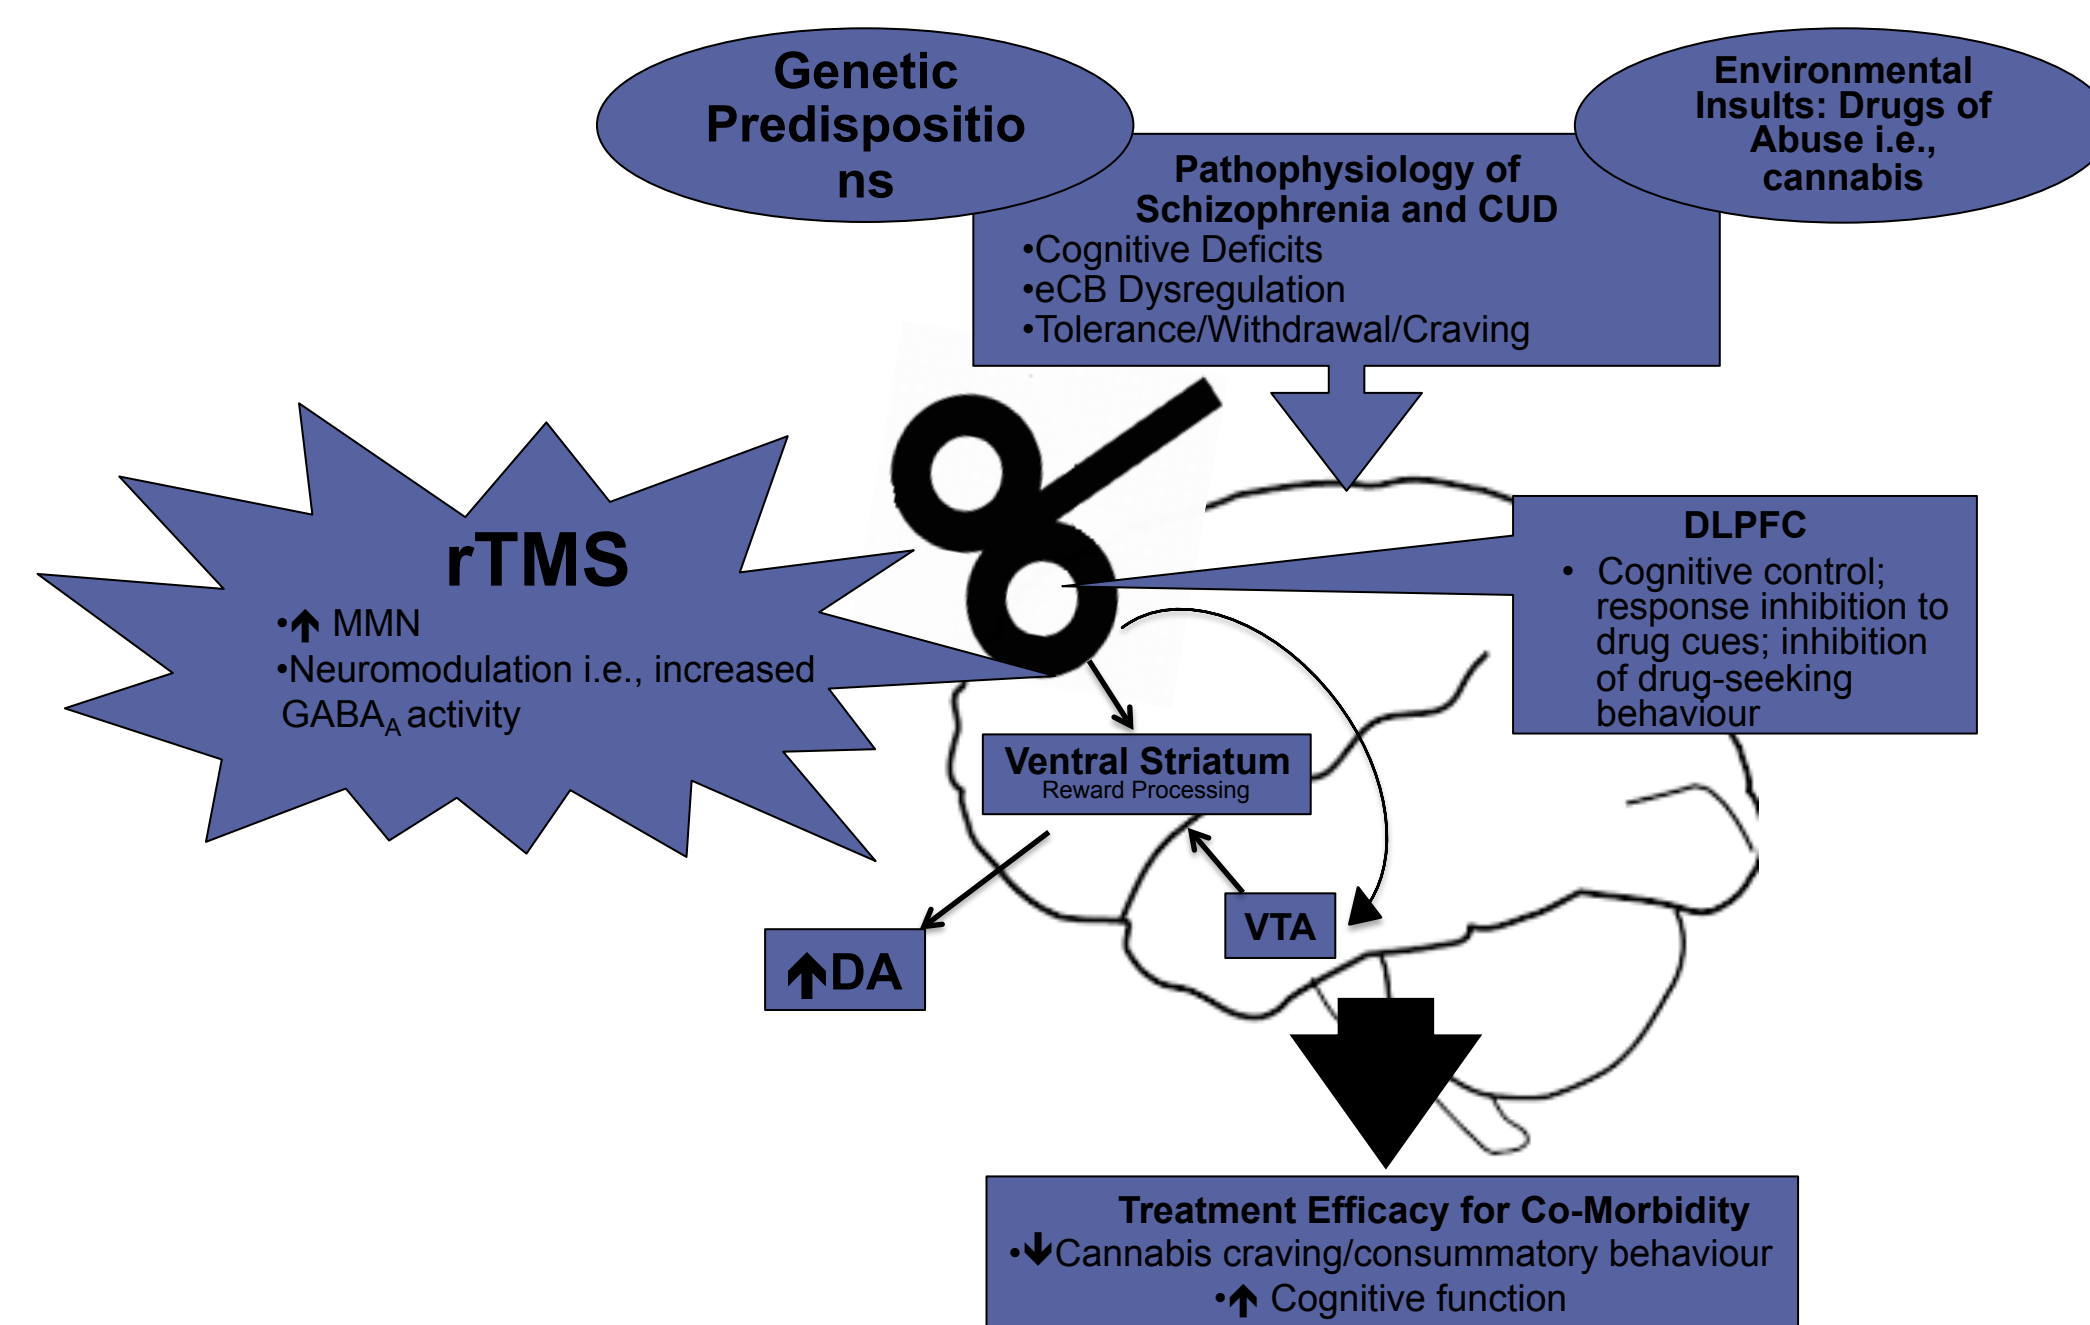 Genetic
Predispositio
ns
Environmental
Insults: Drugs of
Abuse i.e.,
cannabis
Pathophysiology of
Schizophrenia and CUD
•Cognitive Deficits
•eCB Dysregulation
•Tolerance/Withdrawal/Craving
rTMS
•↑ MMN
•Neuromodulation i.e., increased
GABA_A activity
DLPFC
• Cognitive control;
response inhibition to
drug cues; inhibition
of drug-seeking
behaviour
Ventral Striatum
Reward Processing
VTA
↑DA
Treatment Efficacy for Co-Morbidity
•↓Cannabis craving/consummatory behaviour
•↑ Cognitive function